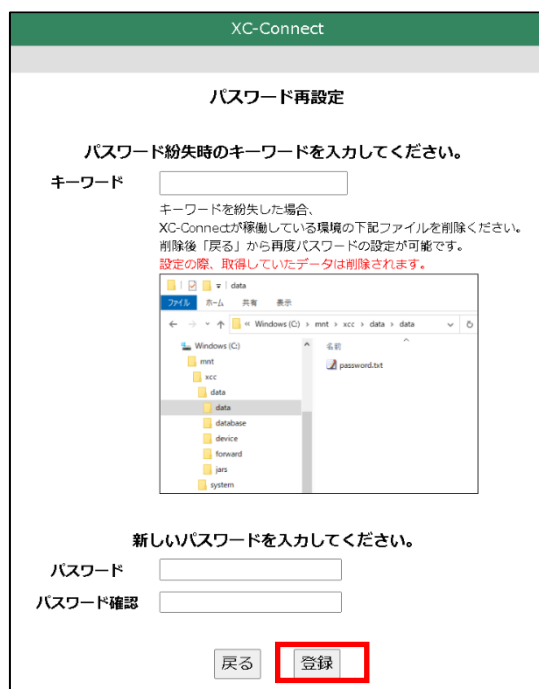 XC-Connect
パスワード再設定
パスワード紛失時のキーワードを入力してください。
キーワード
キーワードを紛失した場合、
XC-Connectが稼働している環境の下記ファイルを削除ください。
削除後「戻る」から再度パスワードの設定が可能です。
設定の際、取得していたデータは削除されます。
data
ファイル ホーム 共有 表示
« Windows (C:) › mnt › xcc › data › data
Windows (C:)
名前
mnt
password.txt
xcc
data
data
database
device
forward
jars
system
新しいパスワードを入力してください。
パスワード
パスワード確認
戻る 登録